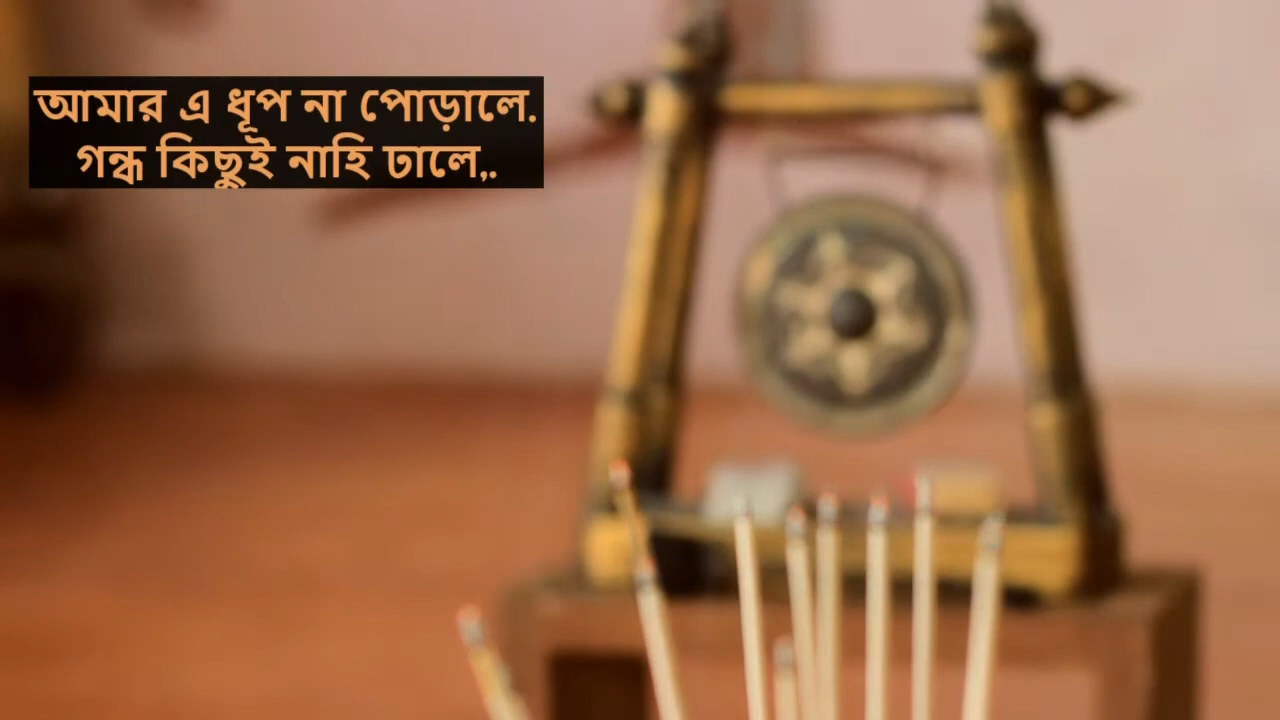 আমার এ ধূপ না পোড়ালে.
গন্ধ কিছুই নাহি ঢালে,.